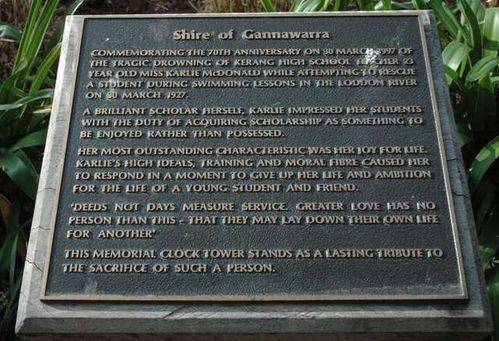 Shire of Gannawarra
COMMEMORATING THE 70TH ANNIVERSARY ON 30 MARCH 1997 OF
THE TRAGIC DROWNING OF KERANG HIGH SCHOOL TEACHER 23
YEAR OLD MISS KARLIE McDONALD WHILE ATTEMPTING TO RESCUE
A STUDENT DURING SWIMMING LESSONS IN THE LODDON RIVER
ON 30 MARCH 1927.
A BRILLIANT SCHOLAR HERSELF, KARLIE IMPRESSED HER STUDENTS
WITH THE DUTY OF ACQUIRING SCHOLARSHIP AS SOMETHING TO
BE ENJOYED RATHER THAN POSSESSED.
HER MOST OUTSTANDING CHARACTERISTIC WAS HER JOY FOR LIFE.
KARLIE'S HIGH IDEALS, TRAINING AND MORAL FIBRE CAUSED HER
TO RESPOND IN A MOMENT TO GIVE UP HER LIFE AND AMBITION
FOR THE LIFE OF A YOUNG STUDENT AND FRIEND.
"DEEDS NOT DAYS MEASURE SERVICE. GREATER LOVE HAS NO
PERSON THAN THIS - THAT THEY MAY LAY DOWN THEIR OWN LIFE
FOR ANOTHER"
THIS MEMORIAL CLOCK TOWER STANDS AS A LASTING TRIBUTE TO
THE SACRIFICE OF SUCH A PERSON.